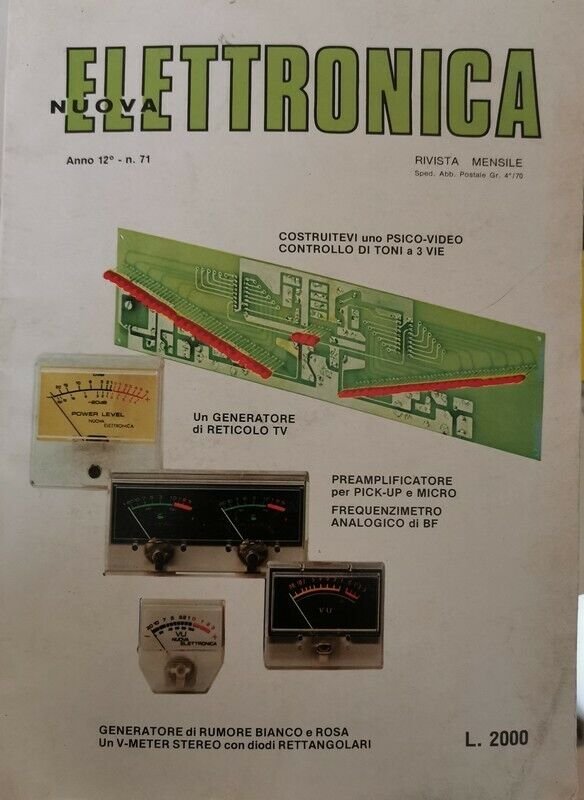 NUOVA ELETTRONICA
Anno 12° - n. 71
RIVISTA MENSILE
Sped. Abb. Postale Gr. 4°/70
COSTRUITEVI uno PSICO-VIDEO
CONTROLLO DI TONI a 3 VIE
POWER LEVEL
NUOVA
ELETTRONICA
Un GENERATORE
di RETICOLO TV
PREAMPLIFICATORE
per PICK-UP e MICRO
FREQUENZIMETRO
ANALOGICO di BF
VU
VU
NUOVA
ELETTRONICA
GENERATORE di RUMORE BIANCO e ROSA
Un V-METER STEREO con diodi RETTANGOLARI
L. 2000